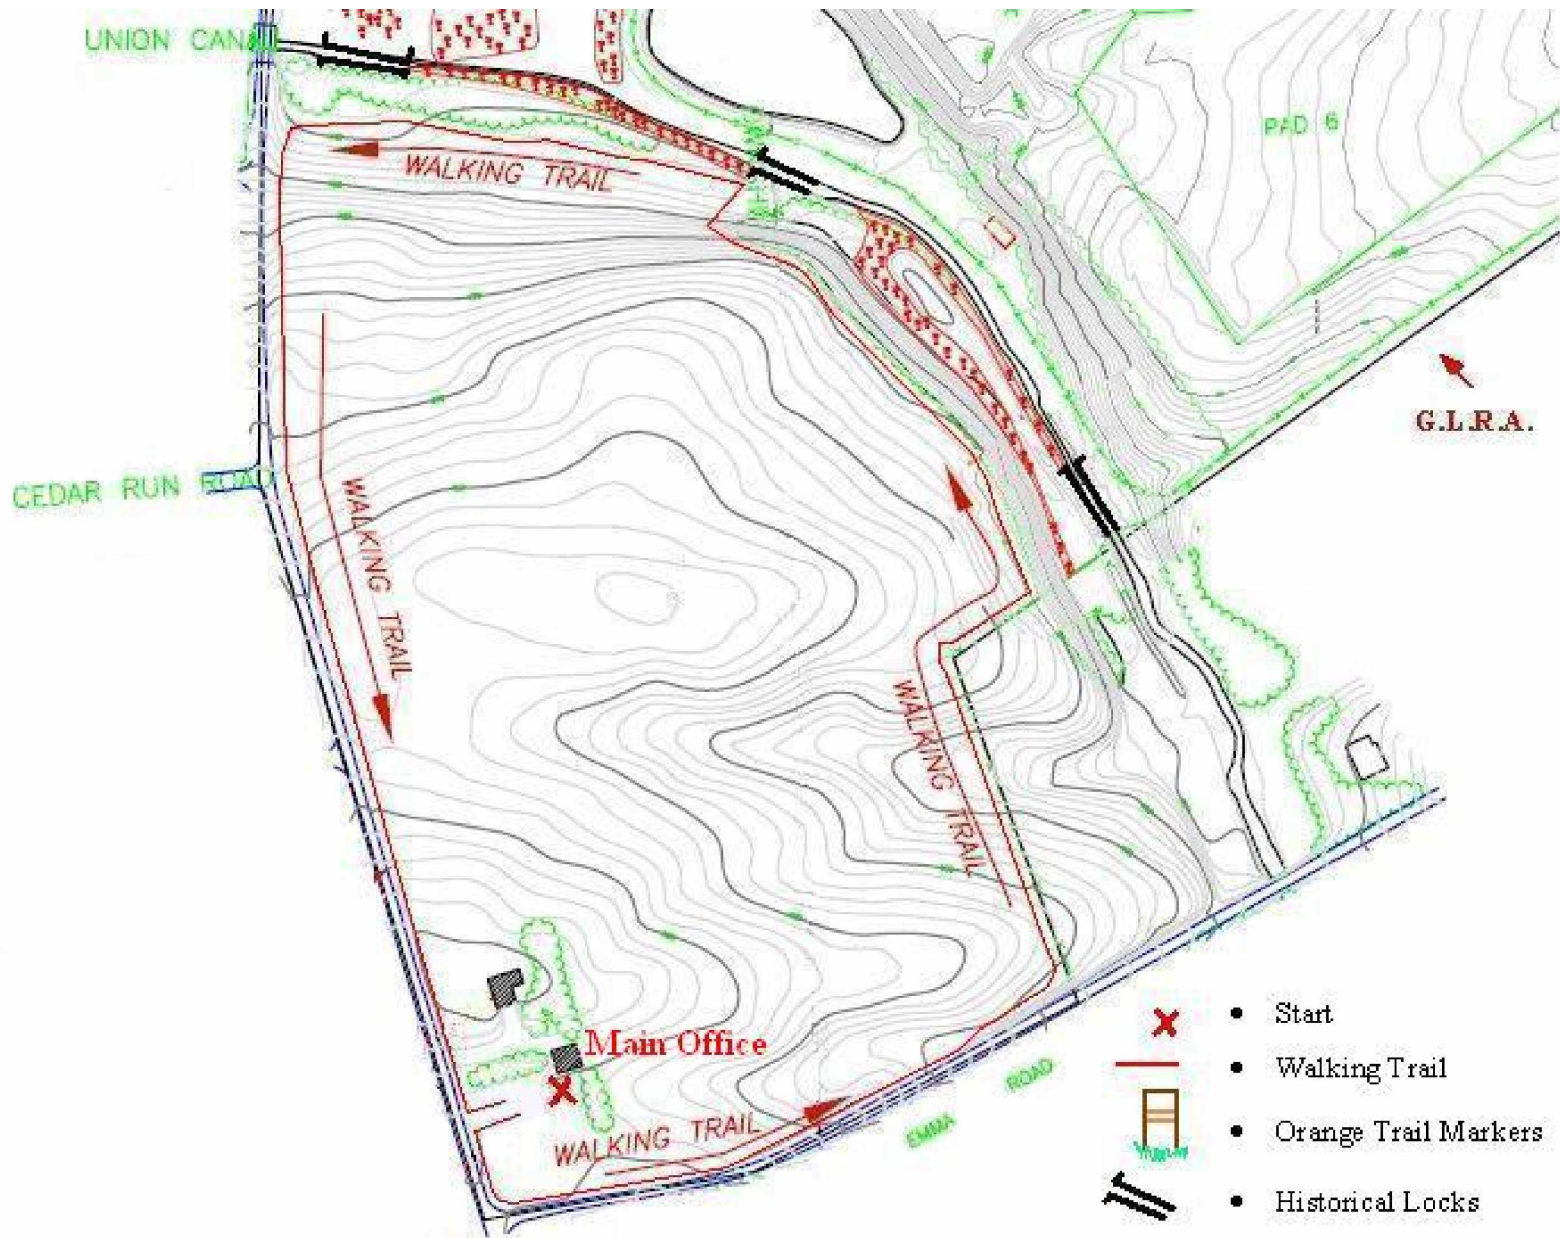 UNION CANAL
PAD 6
WALKING TRAIL
G.L.R.A.
CEDAR RUN ROAD
WALKING TRAIL
WALKING TRAIL
Main Office
WALKING TRAIL
EMMA ROAD
Start
Walking Trail
Orange Trail Markers
Historical Locks